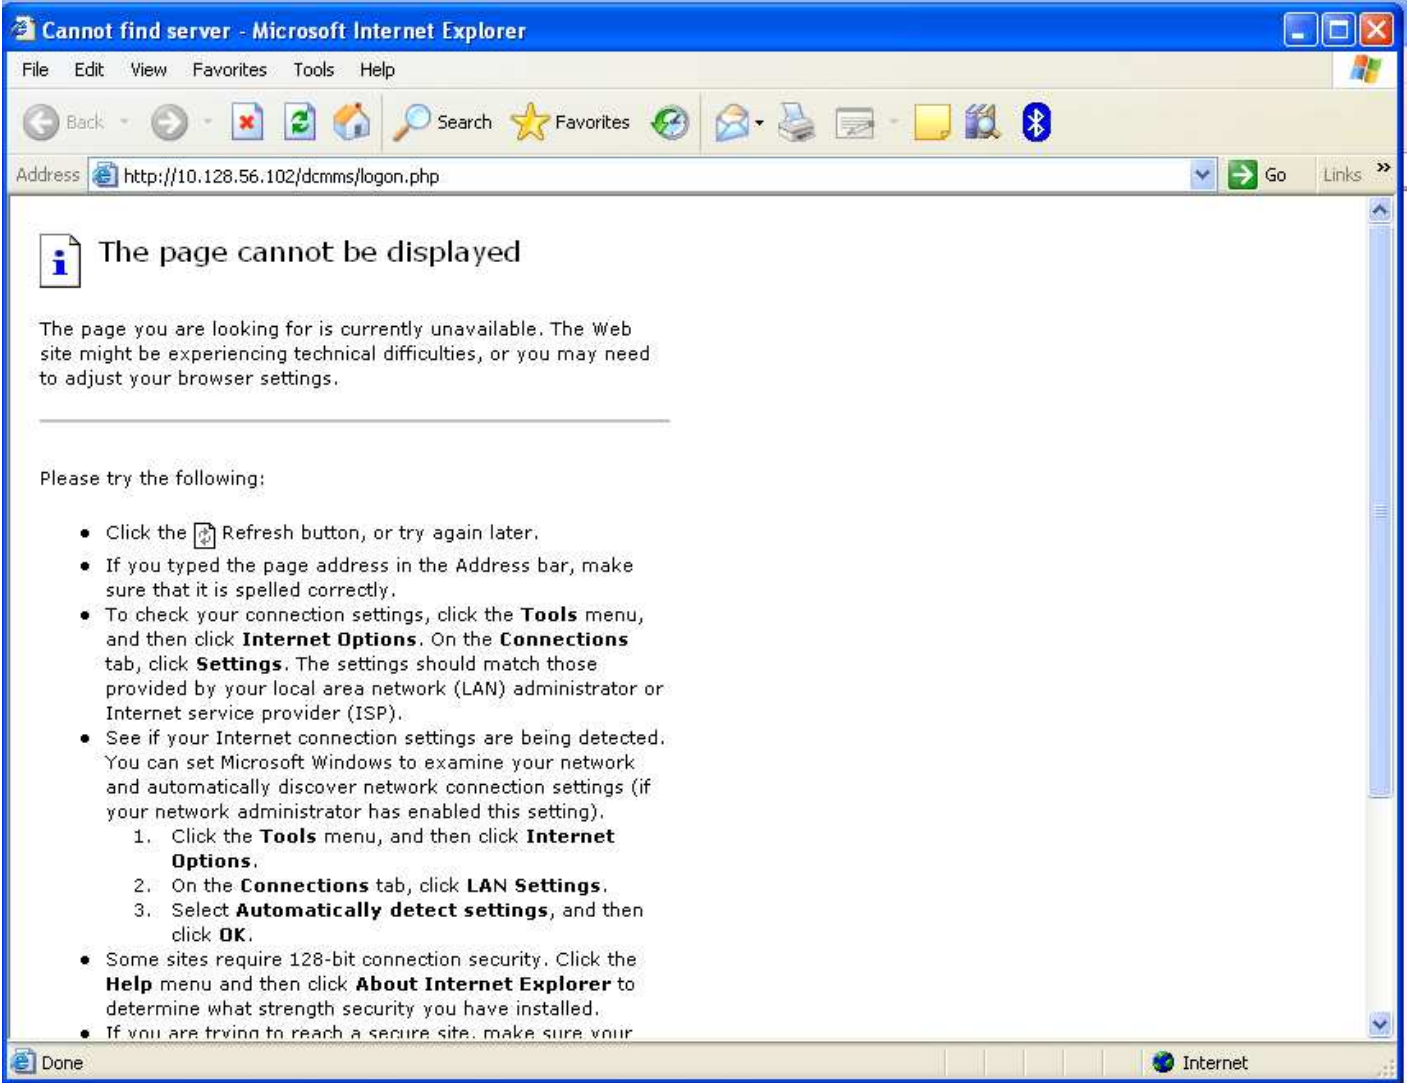 Cannot find server - Microsoft Internet Explorer
File Edit View Favorites Tools Help
Back Search Favorites
Address http://10.128.56.102/dcmms/logon.php Go Links »
i The page cannot be displayed
The page you are looking for is currently unavailable. The Web
site might be experiencing technical difficulties, or you may need
to adjust your browser settings.
Please try the following:
• Click the Refresh button, or try again later.
• If you typed the page address in the Address bar, make
sure that it is spelled correctly.
• To check your connection settings, click the Tools menu,
and then click Internet Options. On the Connections
tab, click Settings. The settings should match those
provided by your local area network (LAN) administrator or
Internet service provider (ISP).
• See if your Internet connection settings are being detected.
You can set Microsoft Windows to examine your network
and automatically discover network connection settings (if
your network administrator has enabled this setting).
1. Click the Tools menu, and then click Internet
Options.
2. On the Connections tab, click LAN Settings.
3. Select Automatically detect settings, and then
click OK.
• Some sites require 128-bit connection security. Click the
Help menu and then click About Internet Explorer to
determine what strength security you have installed.
• If you are trying to reach a secure site, make sure your
Done Internet